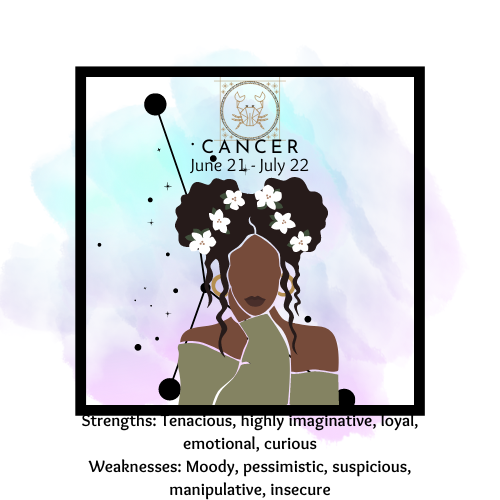 CANCER
June 21 - July 22
Strengths: Tenacious, highly imaginative, loyal,
emotional, curious
Weaknesses: Moody, pessimistic, suspicious,
manipulative, insecure